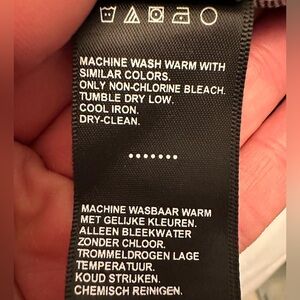 MACHINE WASH WARM WITH
SIMILAR COLORS.
ONLY NON-CHLORINE BLEACH.
TUMBLE DRY LOW.
COOL IRON.
DRY-CLEAN.
MACHINE WASBAAR WARM
MET GELIJKE KLEUREN.
ALLEEN BLEEKWATER
ZONDER CHLOOR.
TROMMELDROGEN LAGE
TEMPERATUUR.
KOUD STRIJKEN.
CHEMISCH REINIGEN.